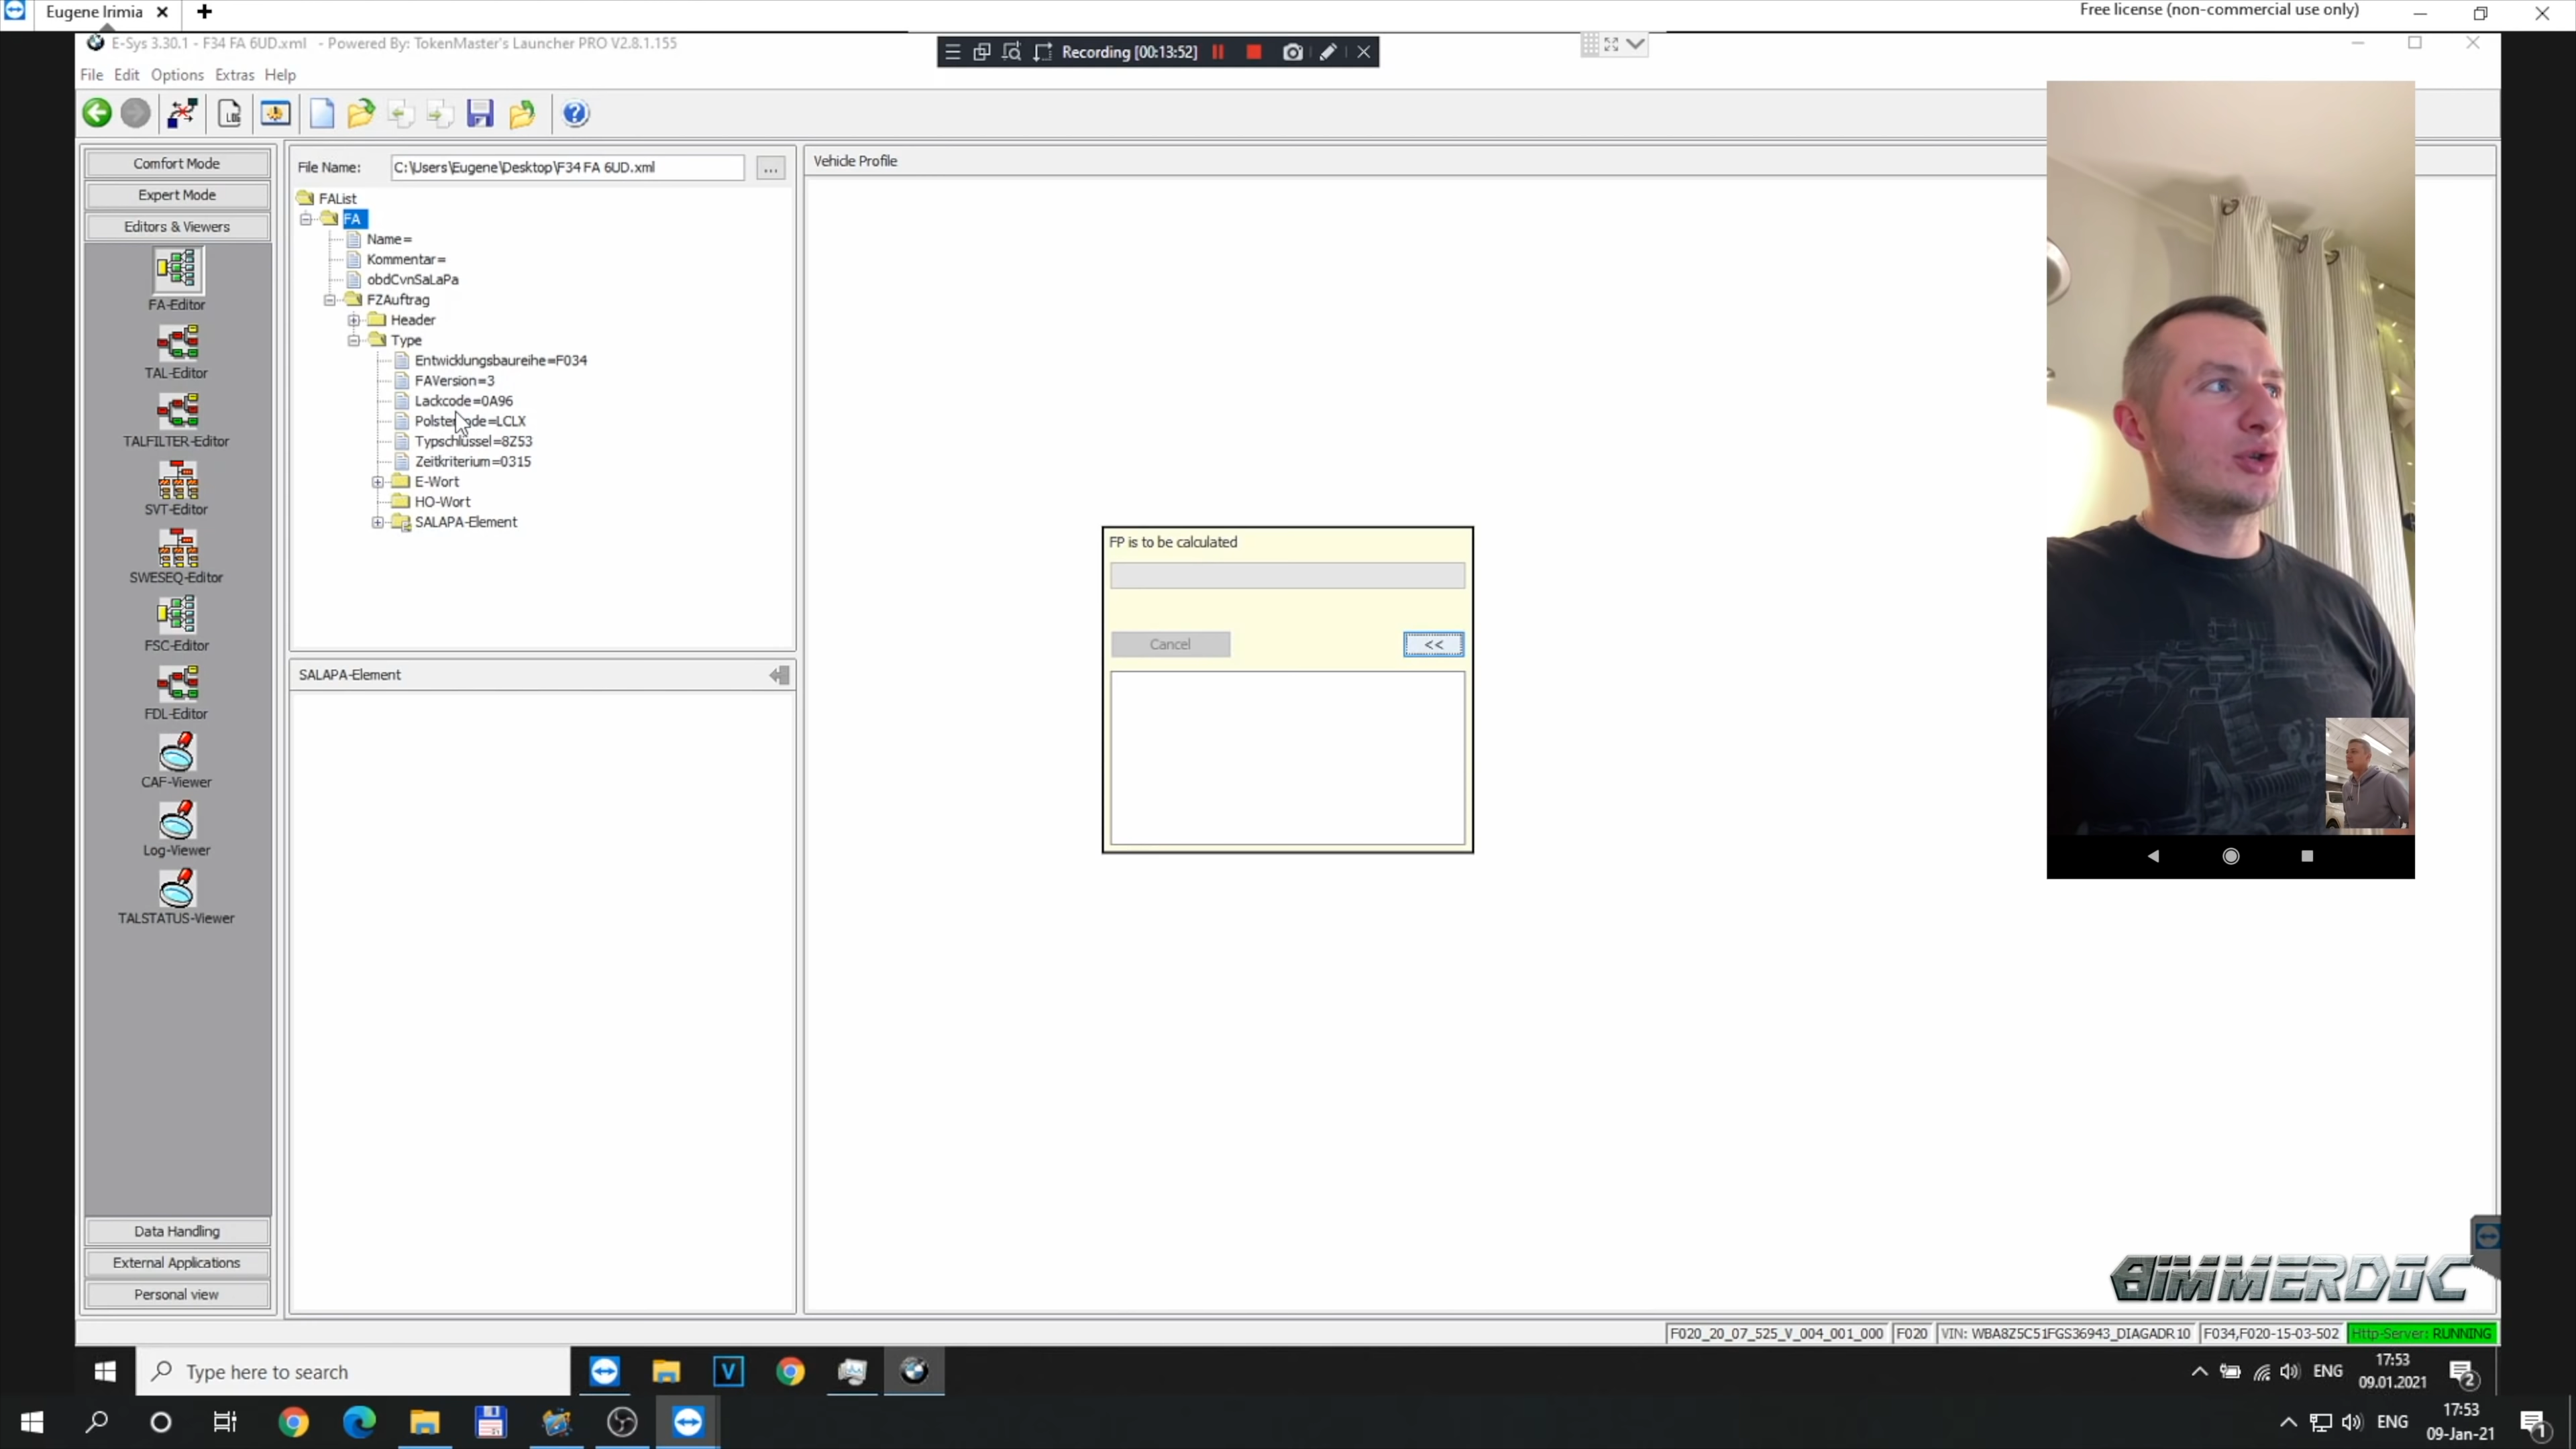 Eugene Irimia
Free license (non-commercial use only)
E-Sys 3.30.1 - F34 FA 6UD.xml - Powered By: TokenMaster's Launcher PRO V2.8.1.155
Recording [00:13:52]
File Edit Options Extras Help
LOG
Comfort Mode
Expert Mode
Editors & Viewers
FA-Editor
TAL-Editor
TALFILTER-Editor
SVT-Editor
SWESEQ-Editor
FSC-Editor
FDL-Editor
CAF-Viewer
Log-Viewer
TALSTATUS-Viewer
Data Handling
External Applications
Personal view
File Name: C:\Users\Eugene\Desktop\F34 FA 6UD.xml ...
FAList
FA
Name=
Kommentar=
obdCvnSaLaPa
FZAuftrag
Header
Type
Entwicklungsbaureihe=F034
FAVersion=3
Lackcode=0A96
Typschlüssel=8Z53
Zeitkriterium=0315
E-Wort
HO-Wort
SALAPA-Element
SALAPA-Element
Vehicle Profile
FP is to be calculated
Cancel <<
BIMMERDOC
F020_20_07_525_V_004_001_000 F020 VIN: WBA8Z5C51FGS36943_DIAGADR10 F034,F020-15-03-502 Http-Server: RUNNING
Type here to search
V
ENG
17:53
09.01.2021
2
ENG
17:53
09-Jan-21
1